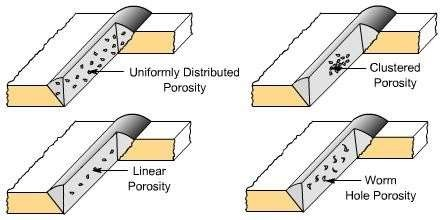 Uniformly Distributed
Porosity
Clustered
Porosity
Linear
Porosity
Worm
Hole Porosity